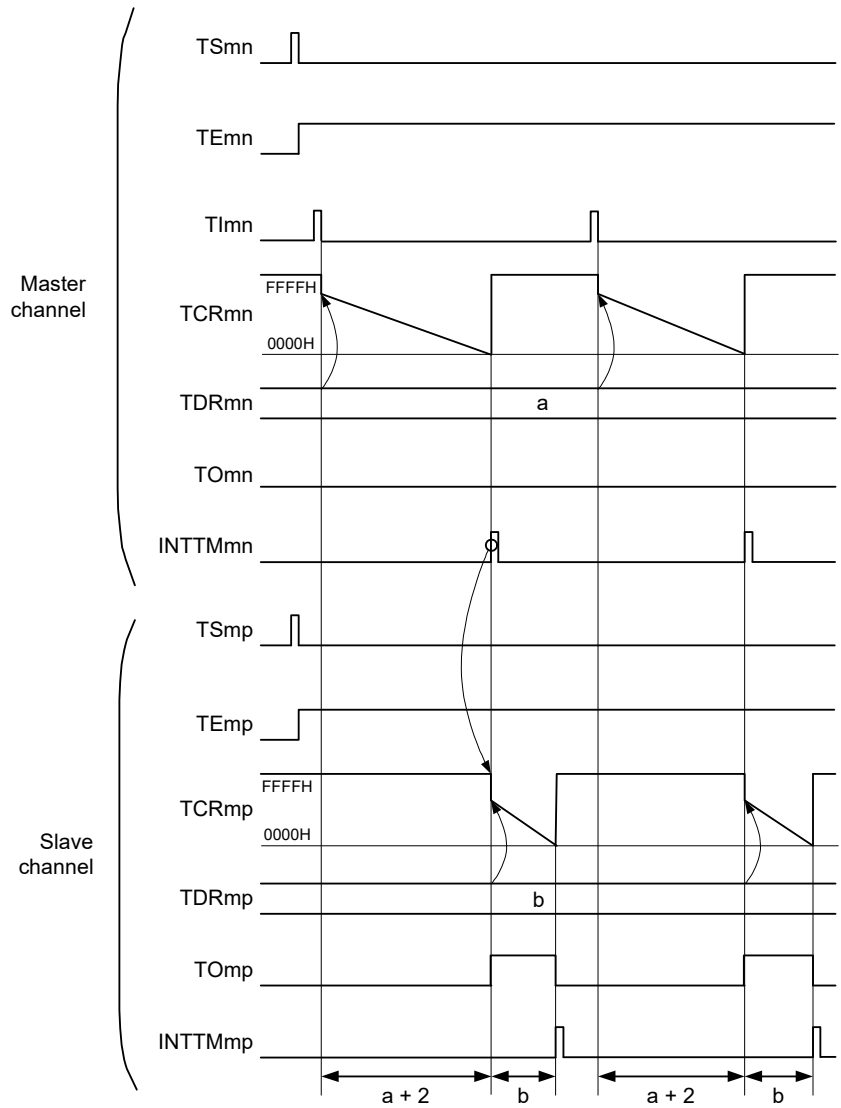 TSmn
TEmn
TImn
Master
channel
TCRmn
FFFFH
0000H
TDRmn
a
TOmn
INTTMmn
TSmp
TEmp
FFFFH
TCRmp
0000H
Slave
channel
TDRmp
b
TOmp
INTTMmp
a + 2
b
a + 2
b